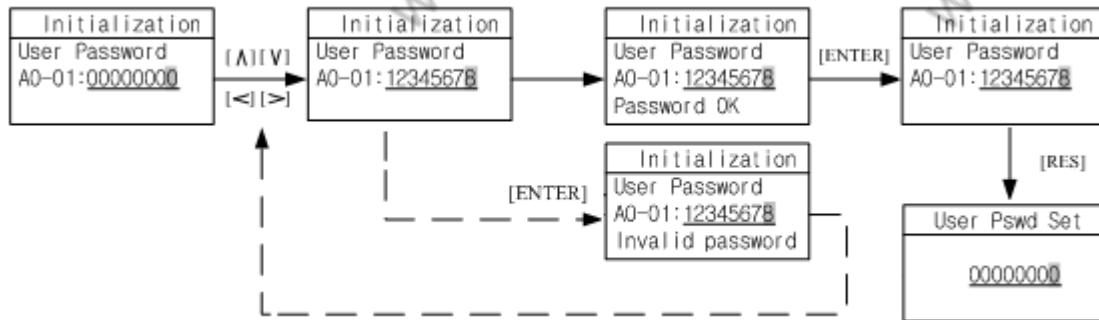 Initialization
User Password
A0-01:00000000
[∧][∨]
[<][>]
Initialization
User Password
A0-01:12345678
Initialization
User Password
A0-01:12345678
Password OK
[ENTER]
Initialization
User Password
A0-01:12345678
[ENTER]
Initialization
User Password
A0-01:12345678
Invalid password
[RES]
User Pswd Set
00000000